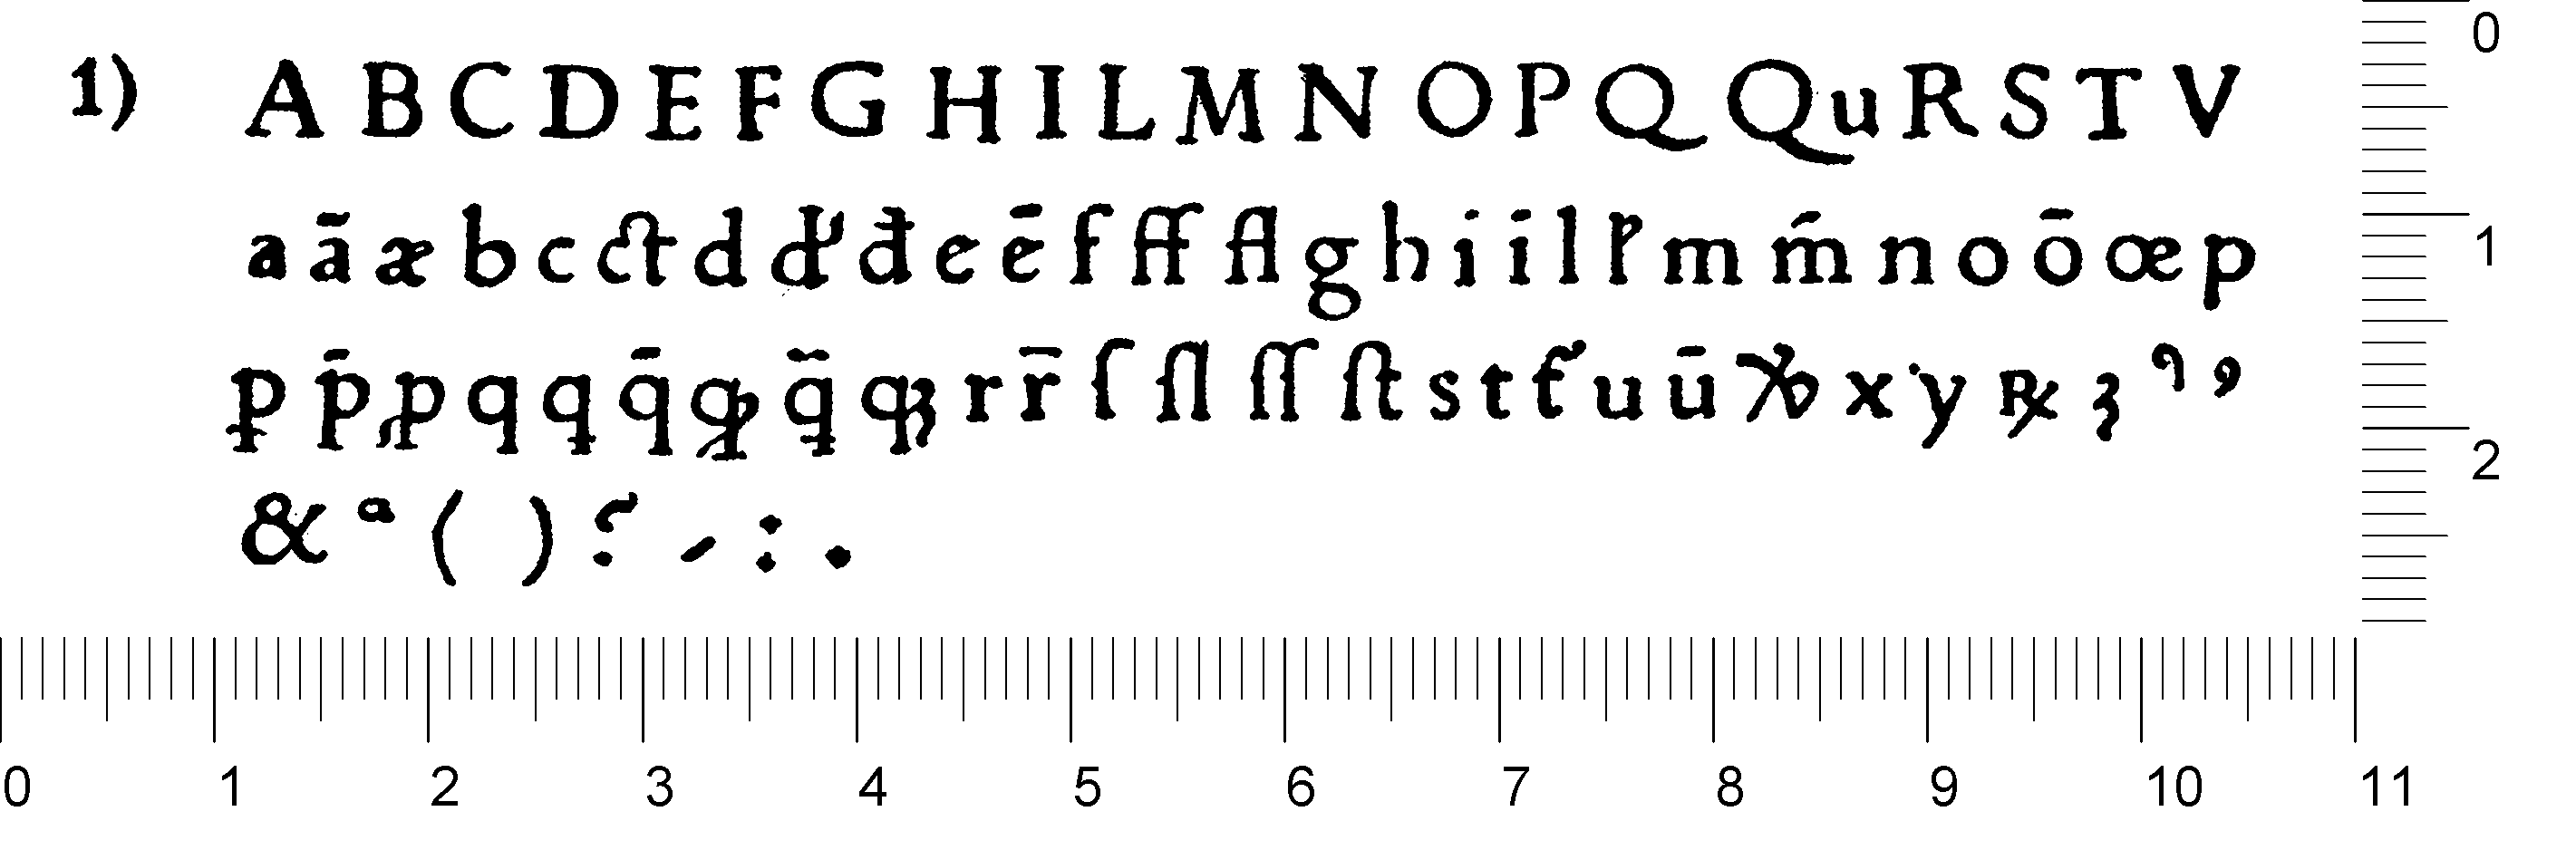 1) A B C D E F G H I L M N O P Q Qu R S T V
a ā æ b c ct d d' đ e ē f ff fl g h i ī l m m̄ n o ō œ p
ꝑ p̄ ꝓ q ꝗ q̄ ꝙ ꝗ̃ qꝫ r r̄ ſ ſl ſſ ſt s t t' u ū x ẏ ꝶ ꝫ ꝰ
& ª ( ) ? - : .
0
1
2
0 1 2 3 4 5 6 7 8 9 10 11